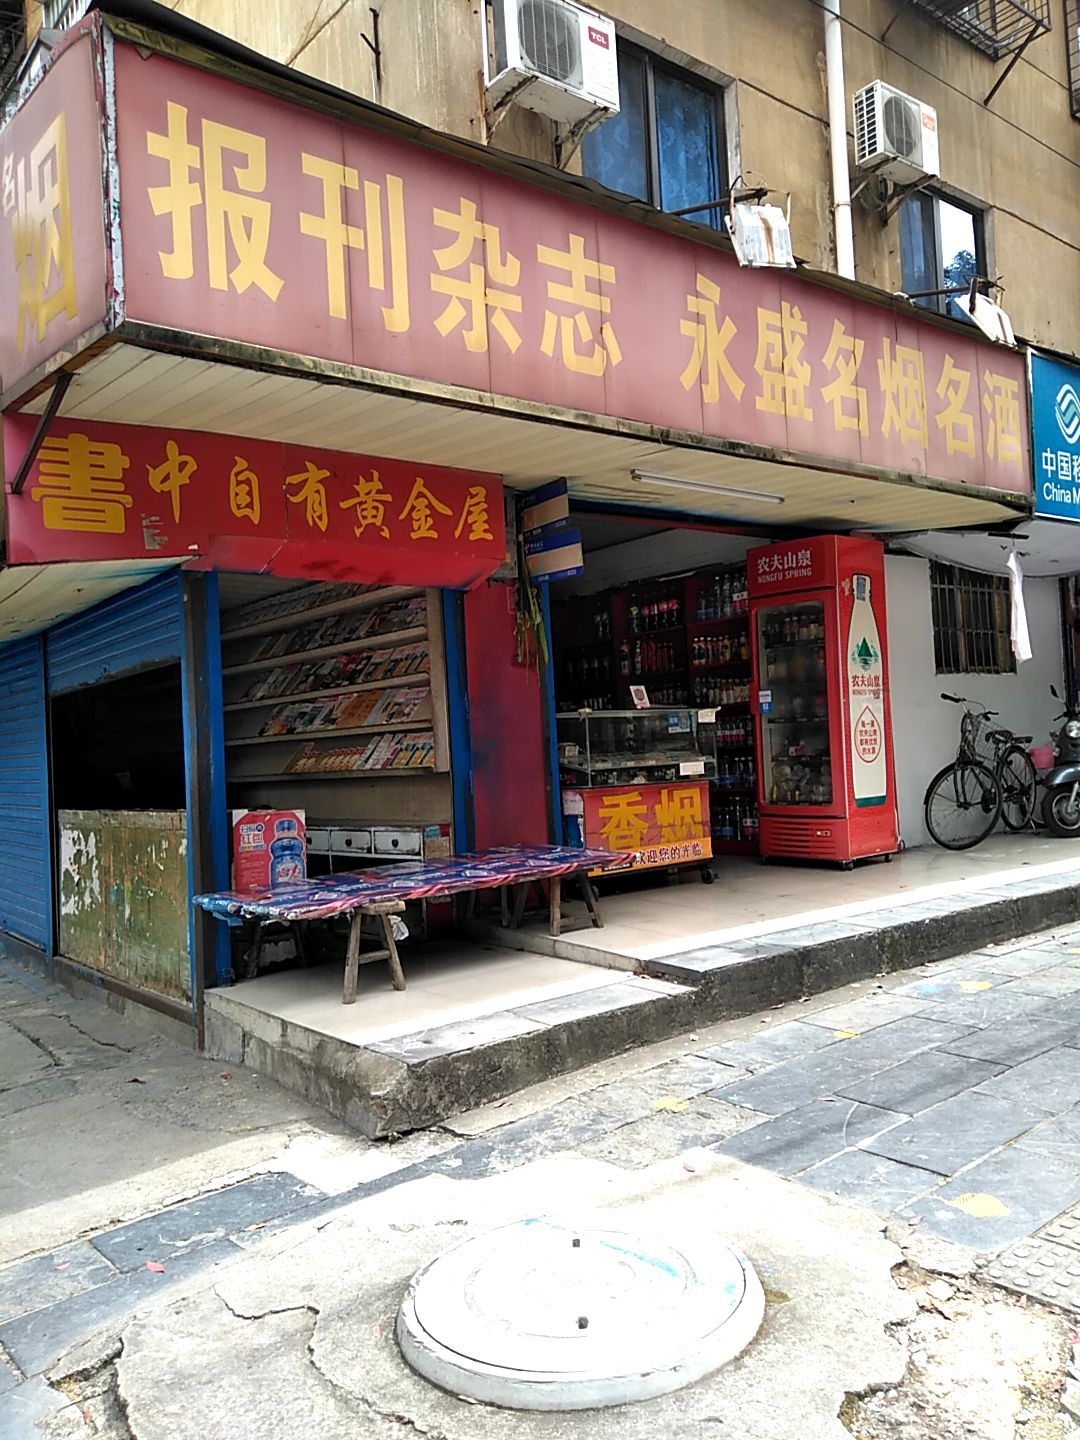 TCL
名
烟
报刊杂志 永盛名烟名酒
中国移
China M
書中自有黄金屋
农夫山泉
NONGFU SPRING
农夫山泉
NONGFU SPRING
香烟
欢迎您的光临